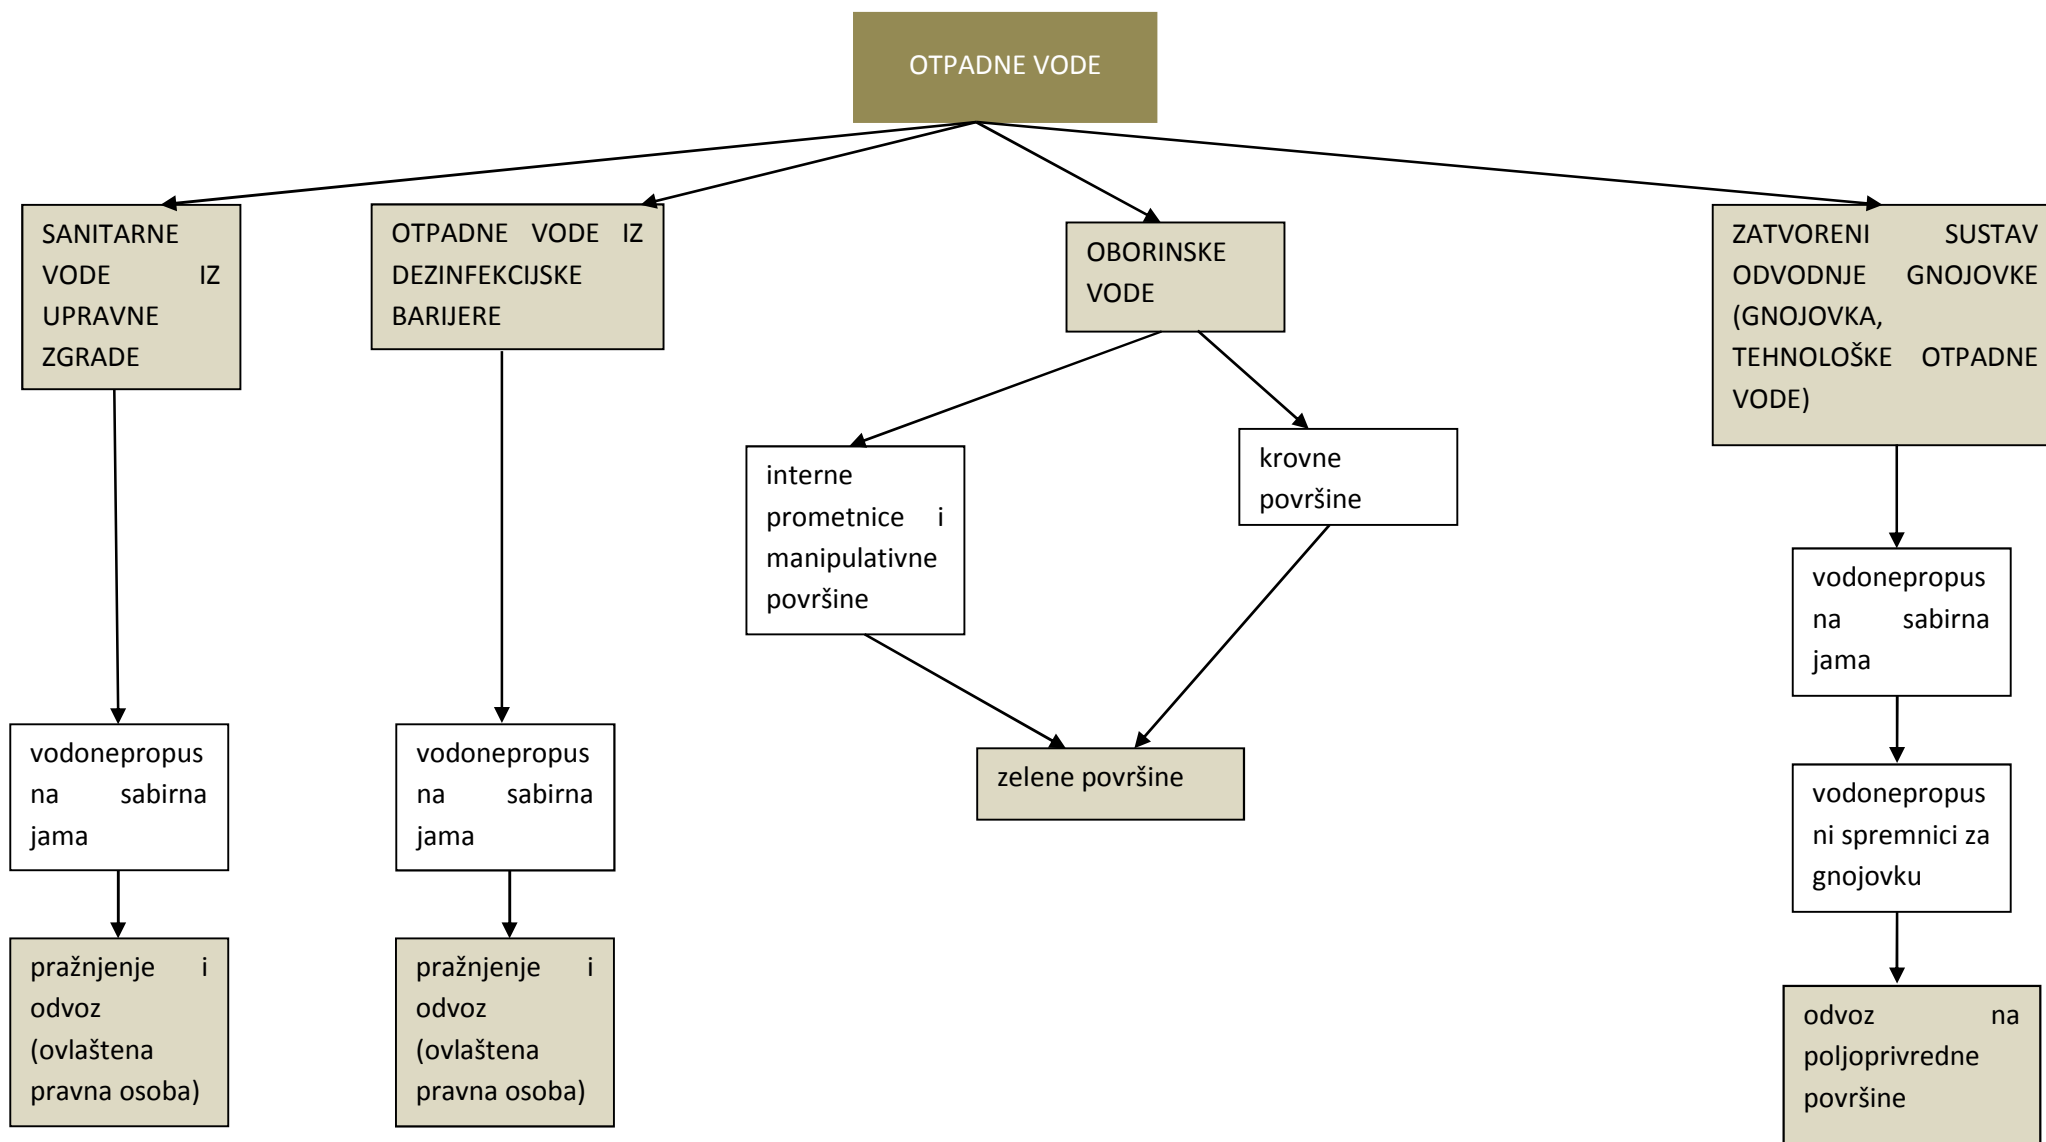 OTPADNE VODE
SANITARNE
VODE IZ
UPRAVNE
ZGRADE
OTPADNE VODE IZ
DEZINFEKCIJSKE
BARIJERE
OBORINSKE
VODE
ZATVORENI SUSTAV
ODVODNJE GNOJOVKE
(GNOJOVKA,
TEHNOLOŠKE OTPADNE
VODE)
interne
prometnice i
manipulativne
površine
krovne
površine
vodonepropus
na sabirna
jama
vodonepropus
na sabirna
jama
vodonepropus
na sabirna
jama
zelene površine
vodonepropus
ni spremnici za
gnojovku
pražnjenje i
odvoz
(ovlaštena
pravna osoba)
pražnjenje i
odvoz
(ovlaštena
pravna osoba)
odvoz na
poljoprivredne
površine